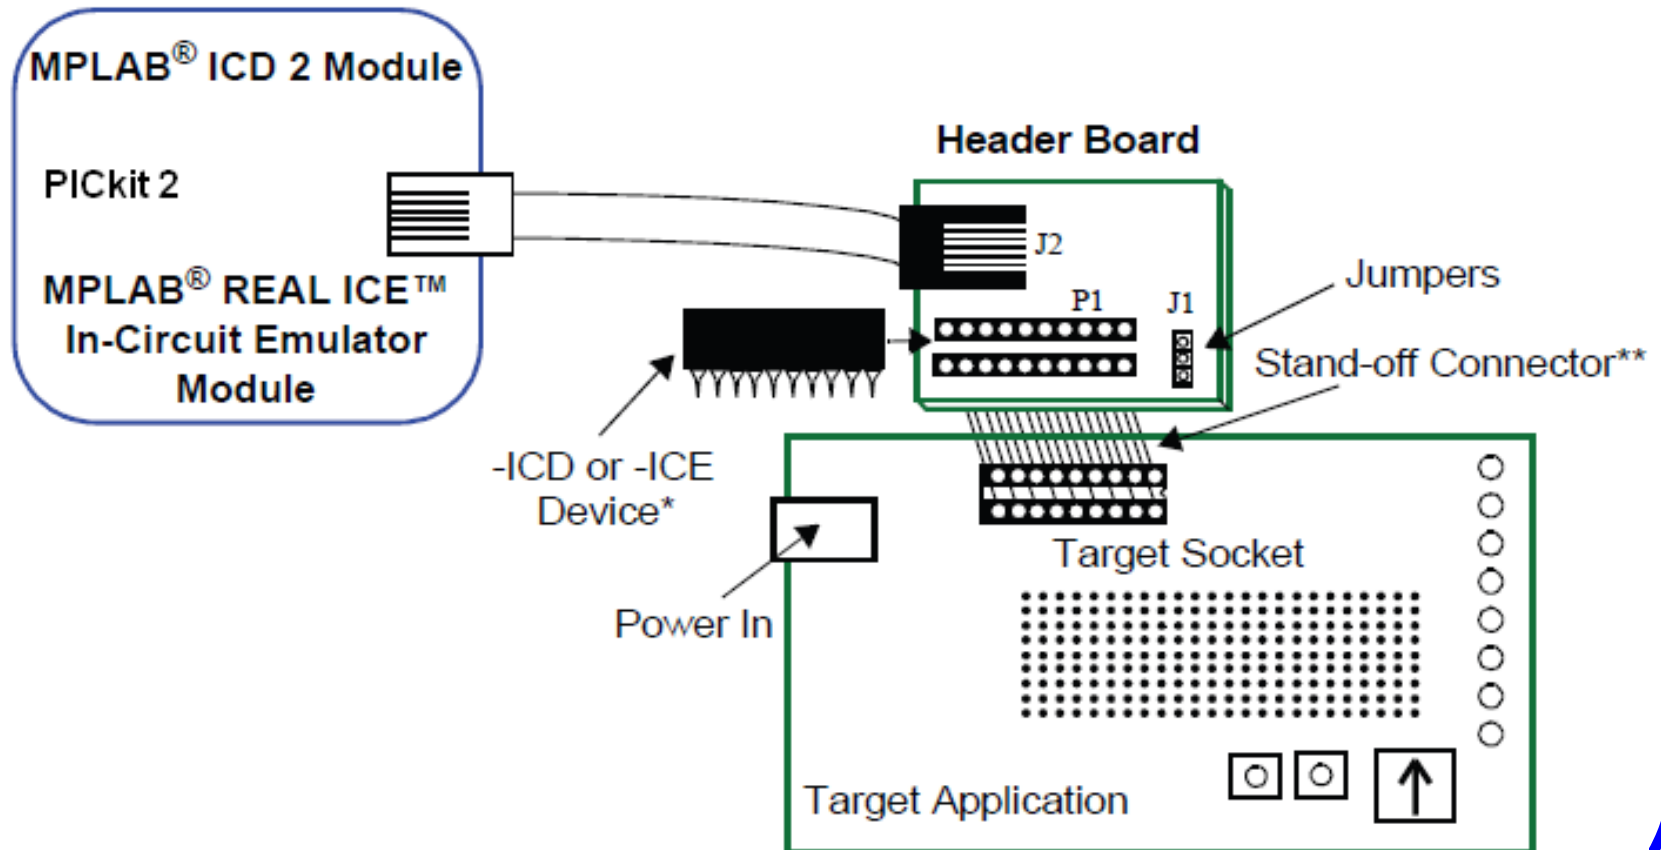 MPLAB® ICD 2 Module
PICkit 2
MPLAB® REAL ICE™
In-Circuit Emulator
Module
Header Board
J2
P1
J1
Jumpers
Stand-off Connector**
-ICD or -ICE
Device*
Target Socket
Power In
Target Application